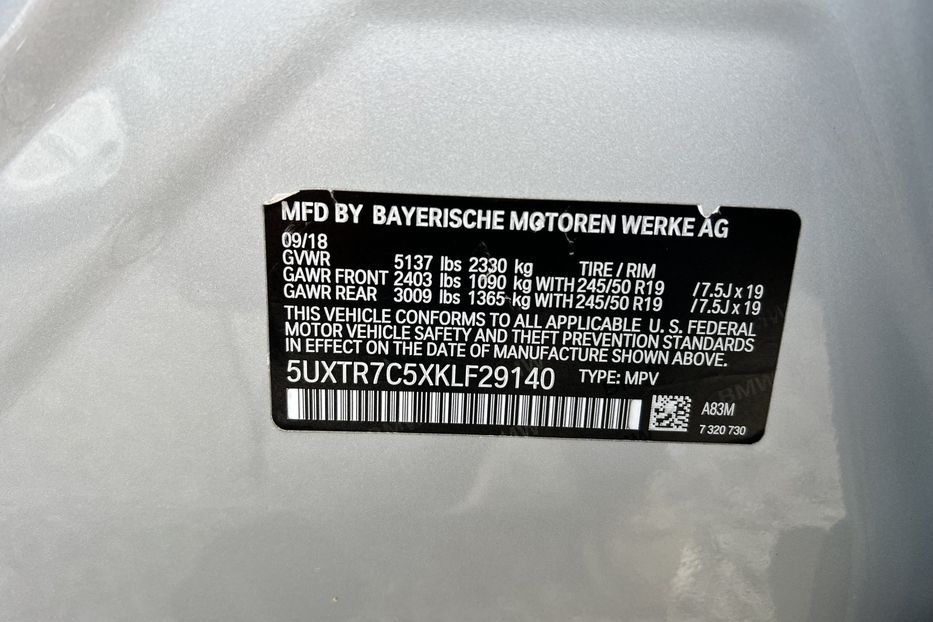 MFD BY BAYERISCHE MOTOREN WERKE AG
09/18
GVWR 5137 lbs 2330 kg TIRE / RIM
GAWR FRONT 2403 lbs 1090 kg WITH 245/50 R19 / 7.5J x 19
GAWR REAR 3009 lbs 1365 kg WITH 245/50 R19 / 7.5J x 19
THIS VEHICLE CONFORMS TO ALL APPLICABLE U. S. FEDERAL
MOTOR VEHICLE SAFETY AND THEFT PREVENTION STANDARDS
IN EFFECT ON THE DATE OF MANUFACTURE SHOWN ABOVE.
5UXTR7C5XKLF29140 TYPE: MPV
A83M
7 320 730
BMW